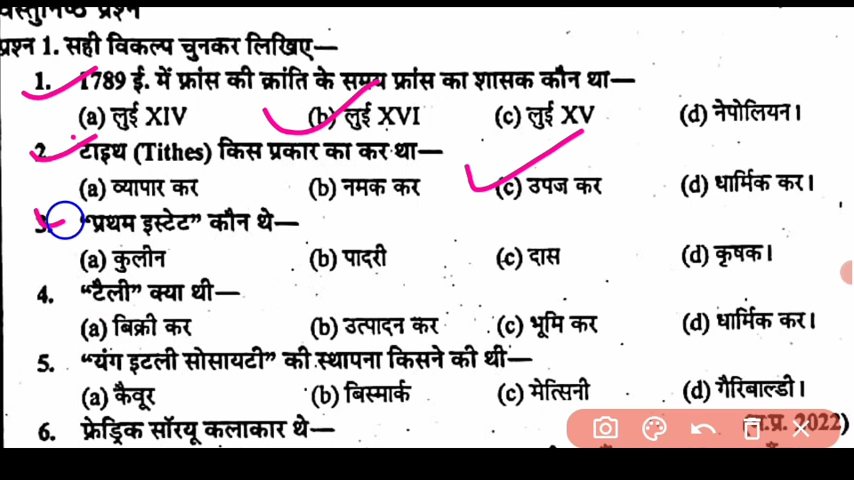 वस्तुनिष्ठ प्रश्न
प्रश्न 1. सही विकल्प चुनकर लिखिए—
1. 1789 ई. में फ्रांस की क्रांति के समय फ्रांस का शासक कौन था—
(a) लुई XIV (b) लुई XVI (c) लुई XV (d) नेपोलियन।
2. टाइथ (Tithes) किस प्रकार का कर था—
(a) व्यापार कर (b) नमक कर (c) उपज कर (d) धार्मिक कर।
3. “प्रथम इस्टेट” कौन थे—
(a) कुलीन (b) पादरी (c) दास (d) कृषक।
4. “टैली” क्या थी—
(a) बिक्री कर (b) उत्पादन कर (c) भूमि कर (d) धार्मिक कर।
5. “यंग इटली सोसायटी” की स्थापना किसने की थी—
(a) कैवूर (b) बिस्मार्क (c) मेत्सिनी (d) गैरिबाल्डी।
6. फ्रेड्रिक सॉरयू कलाकार थे—
2022)